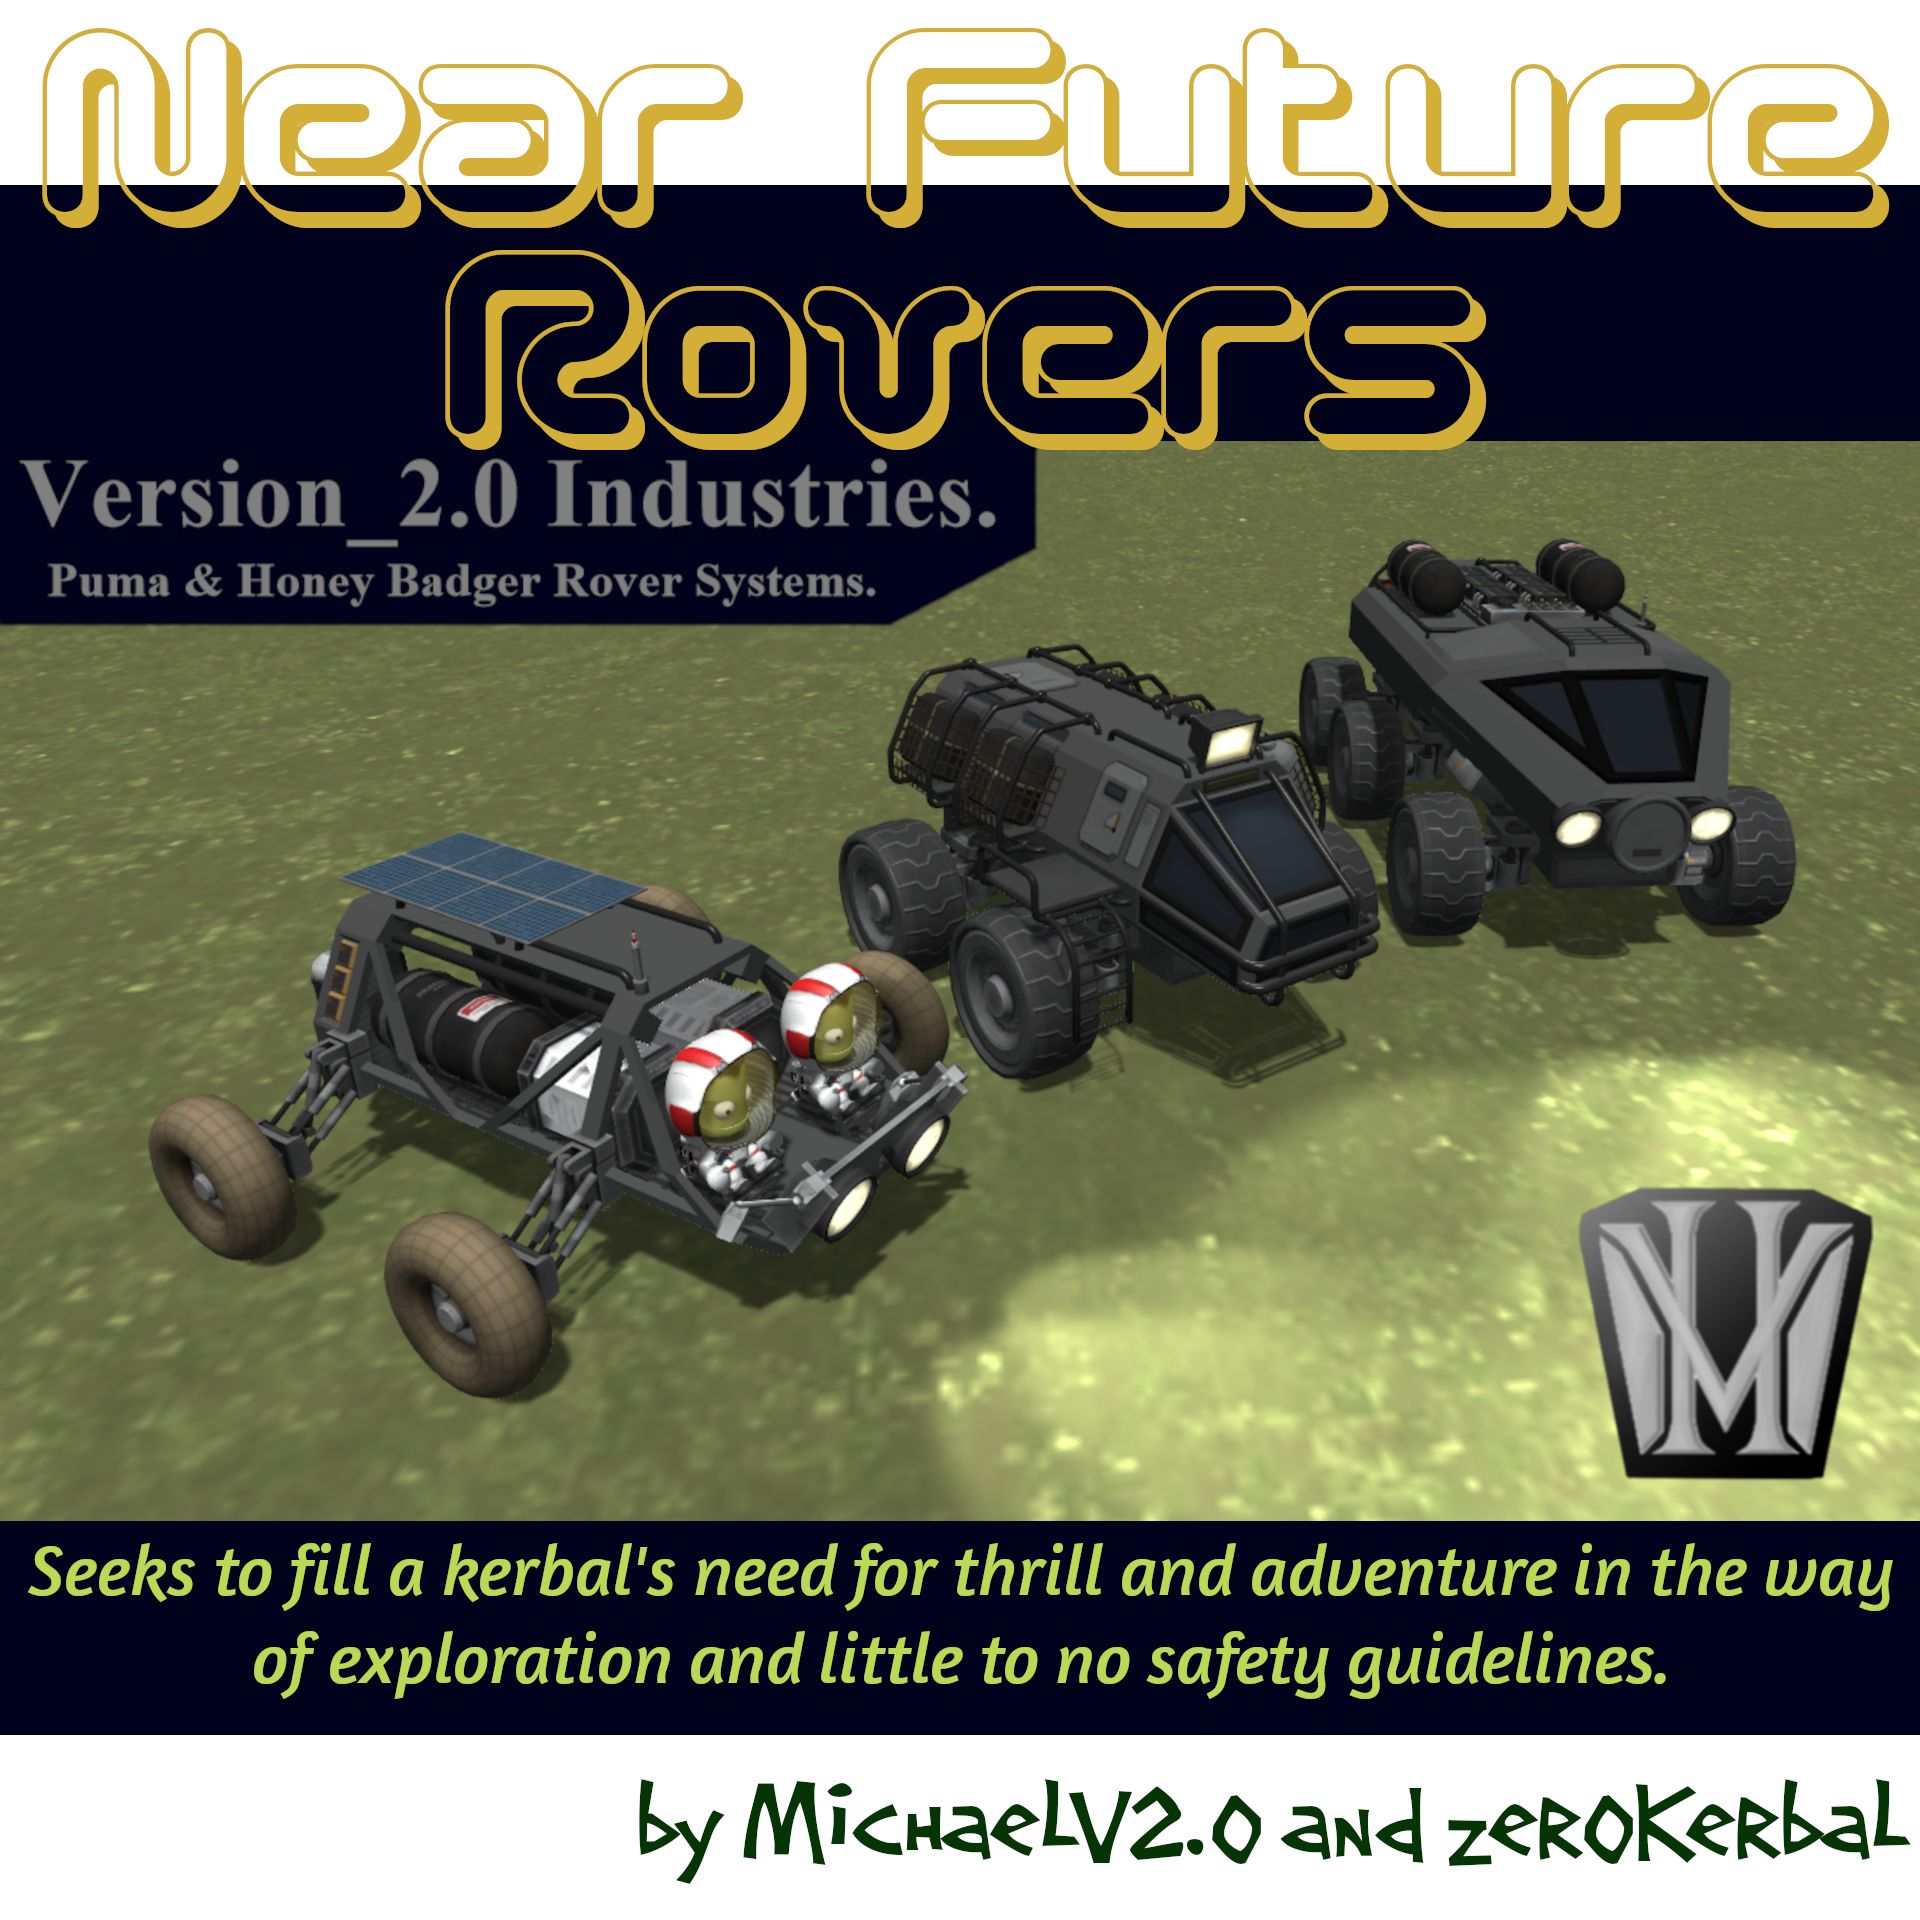 Near Future
Rovers
Version_2.0 Industries.
Puma & Honey Badger Rover Systems.
Seeks to fill a kerbal's need for thrill and adventure in the way
of exploration and little to no safety guidelines.
by MichaelV2.0 and zer0Kerbal